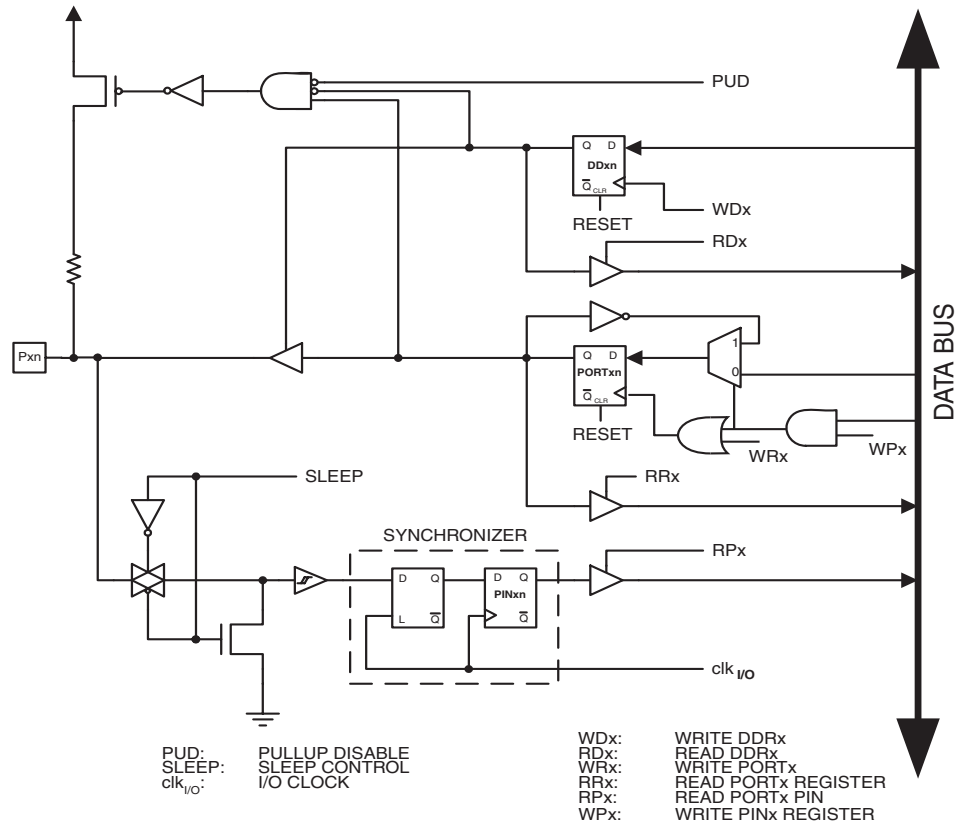 PUD
Q D
DDxn
Q CLR
WDx
RESET
RDx
Pxn
1
Q D
PORTxn
0
Q CLR
RESET
WRx
WPx
DATA BUS
SLEEP
RRx
SYNCHRONIZER
RPx
D Q
D Q
PINxn
L Q
Q
clk I/O
PUD: PULLUP DISABLE
SLEEP: SLEEP CONTROL
clkI/O: I/O CLOCK
WDx: WRITE DDRx
RDx: READ DDRx
WRx: WRITE PORTx
RRx: READ PORTx REGISTER
RPx: READ PORTx PIN
WPx: WRITE PINx REGISTER